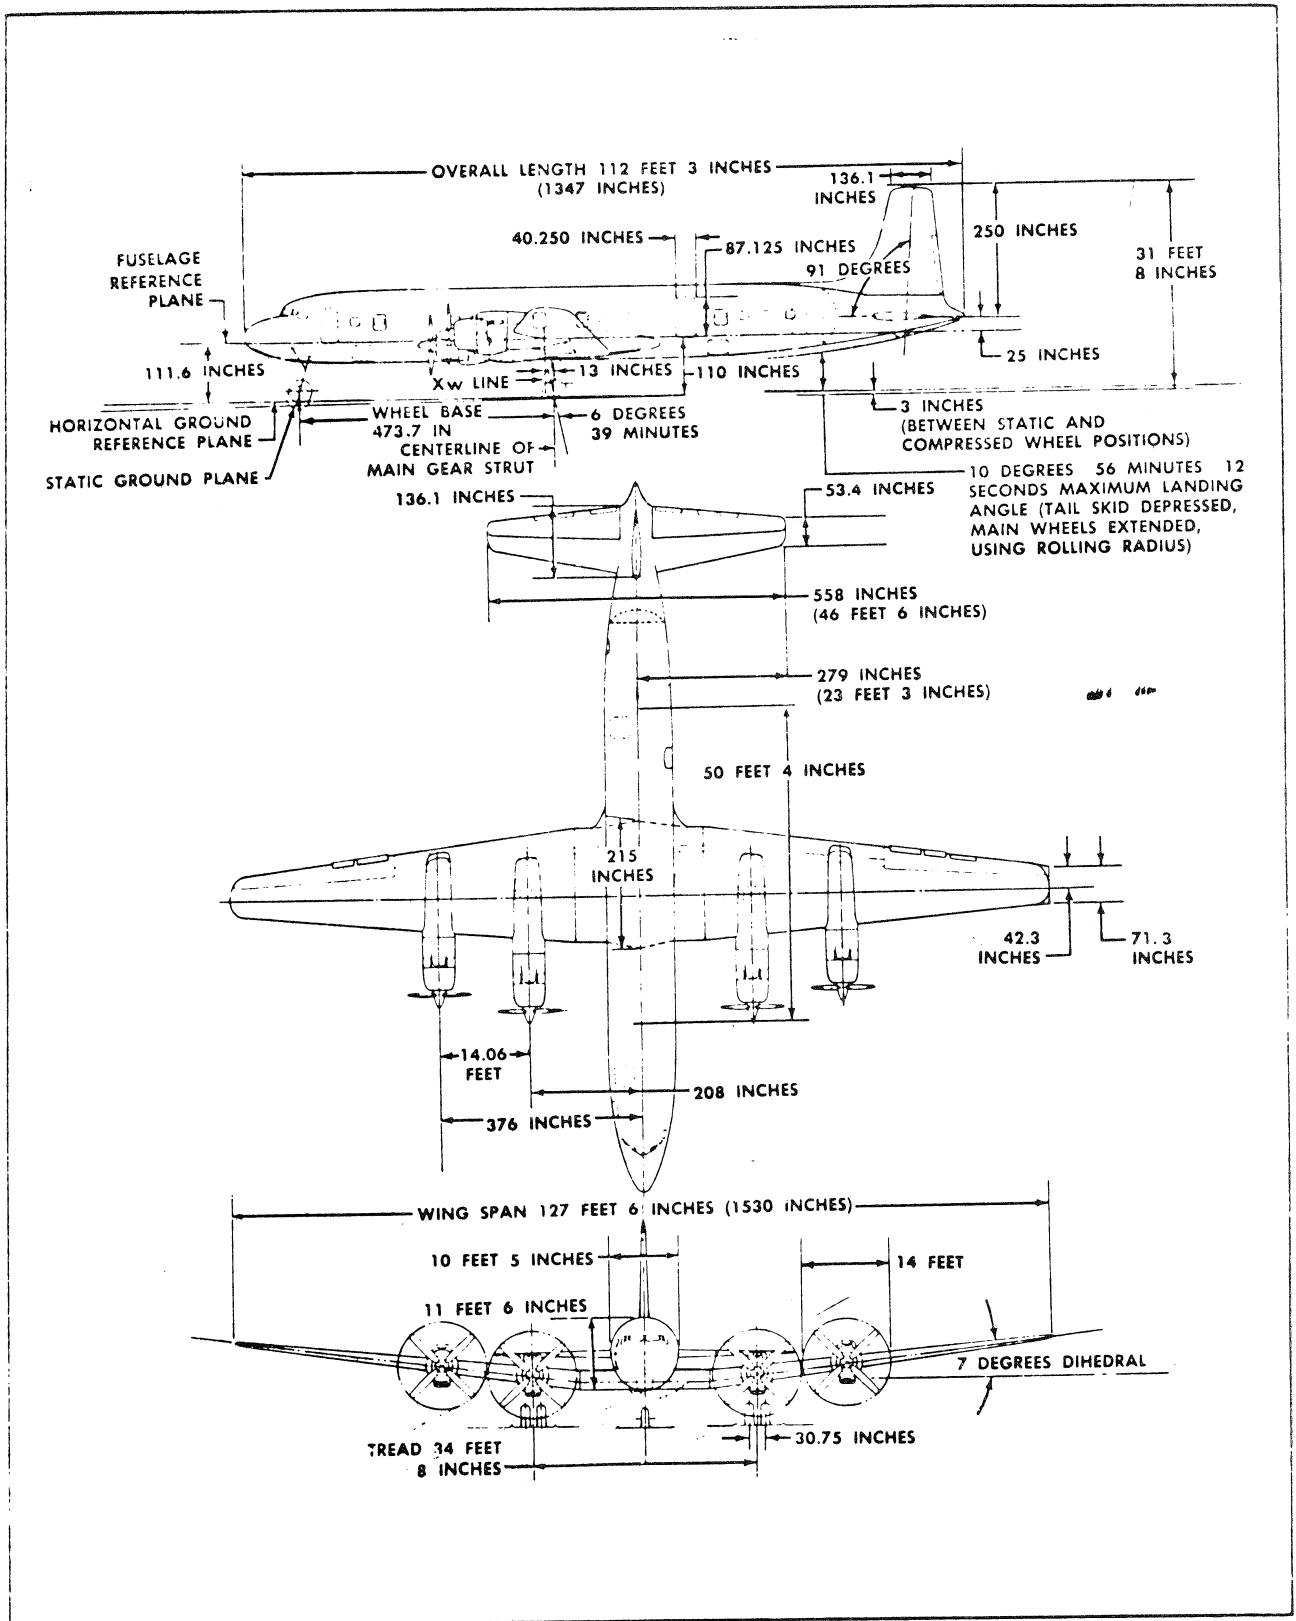 OVERALL LENGTH 112 FEET 3 INCHES
(1347 INCHES)
136.1
INCHES
40.250 INCHES
87.125 INCHES
250 INCHES
91 DEGREES
31 FEET
8 INCHES
FUSELAGE
REFERENCE
PLANE
25 INCHES
111.6 INCHES
13 INCHES
110 INCHES
XW LINE
3 INCHES
(BETWEEN STATIC AND
COMPRESSED WHEEL POSITIONS)
HORIZONTAL GROUND
REFERENCE PLANE
WHEEL BASE
473.7 IN
6 DEGREES
39 MINUTES
CENTERLINE OF
MAIN GEAR STRUT
STATIC GROUND PLANE
10 DEGREES 56 MINUTES 12
SECONDS MAXIMUM LANDING
ANGLE (TAIL SKID DEPRESSED,
MAIN WHEELS EXTENDED,
USING ROLLING RADIUS)
136.1 INCHES
53.4 INCHES
558 INCHES
(46 FEET 6 INCHES)
279 INCHES
(23 FEET 3 INCHES)
50 FEET 4 INCHES
215
INCHES
42.3
INCHES
71.3
INCHES
14.06
FEET
208 INCHES
376 INCHES
WING SPAN 127 FEET 6 INCHES (1530 INCHES)
10 FEET 5 INCHES
14 FEET
11 FEET 6 INCHES
7 DEGREES DIHEDRAL
30.75 INCHES
TREAD 34 FEET
8 INCHES